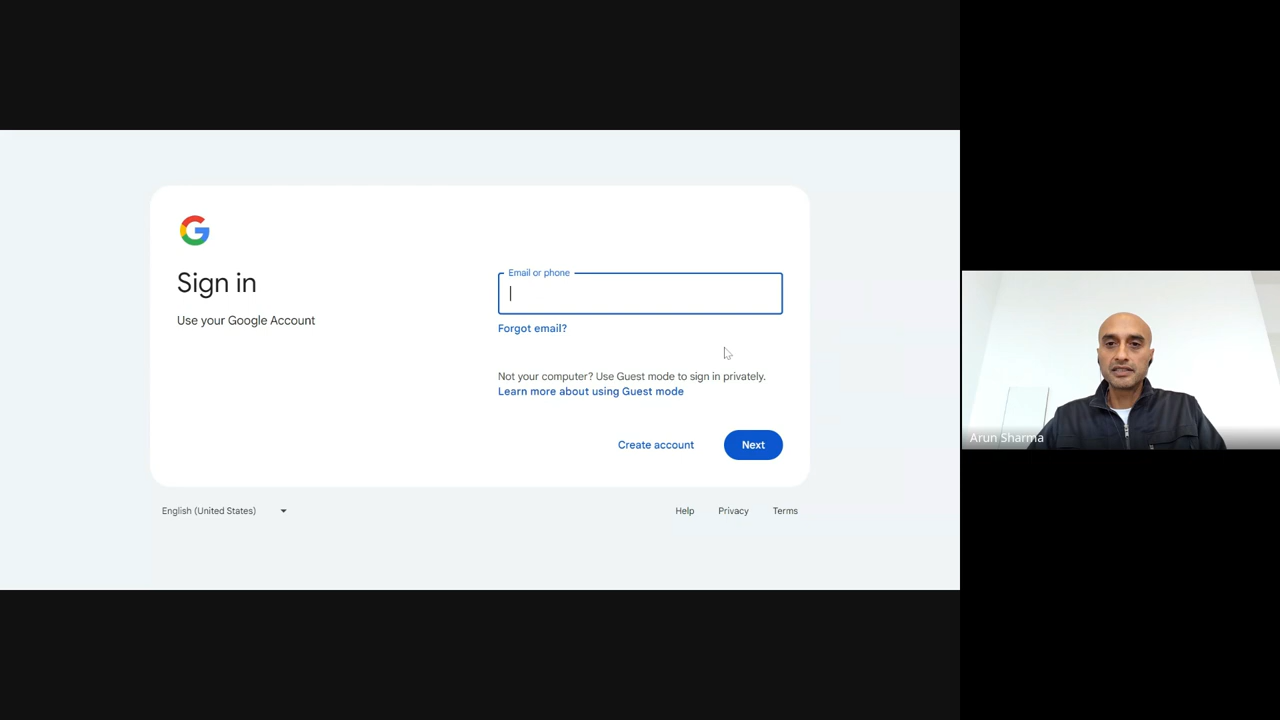 Sign in
Use your Google Account
Email or phone
Forgot email?
Not your computer? Use Guest mode to sign in privately.
Learn more about using Guest mode
Create account
Next
English (United States)
Help
Privacy
Terms
Arun Sharma